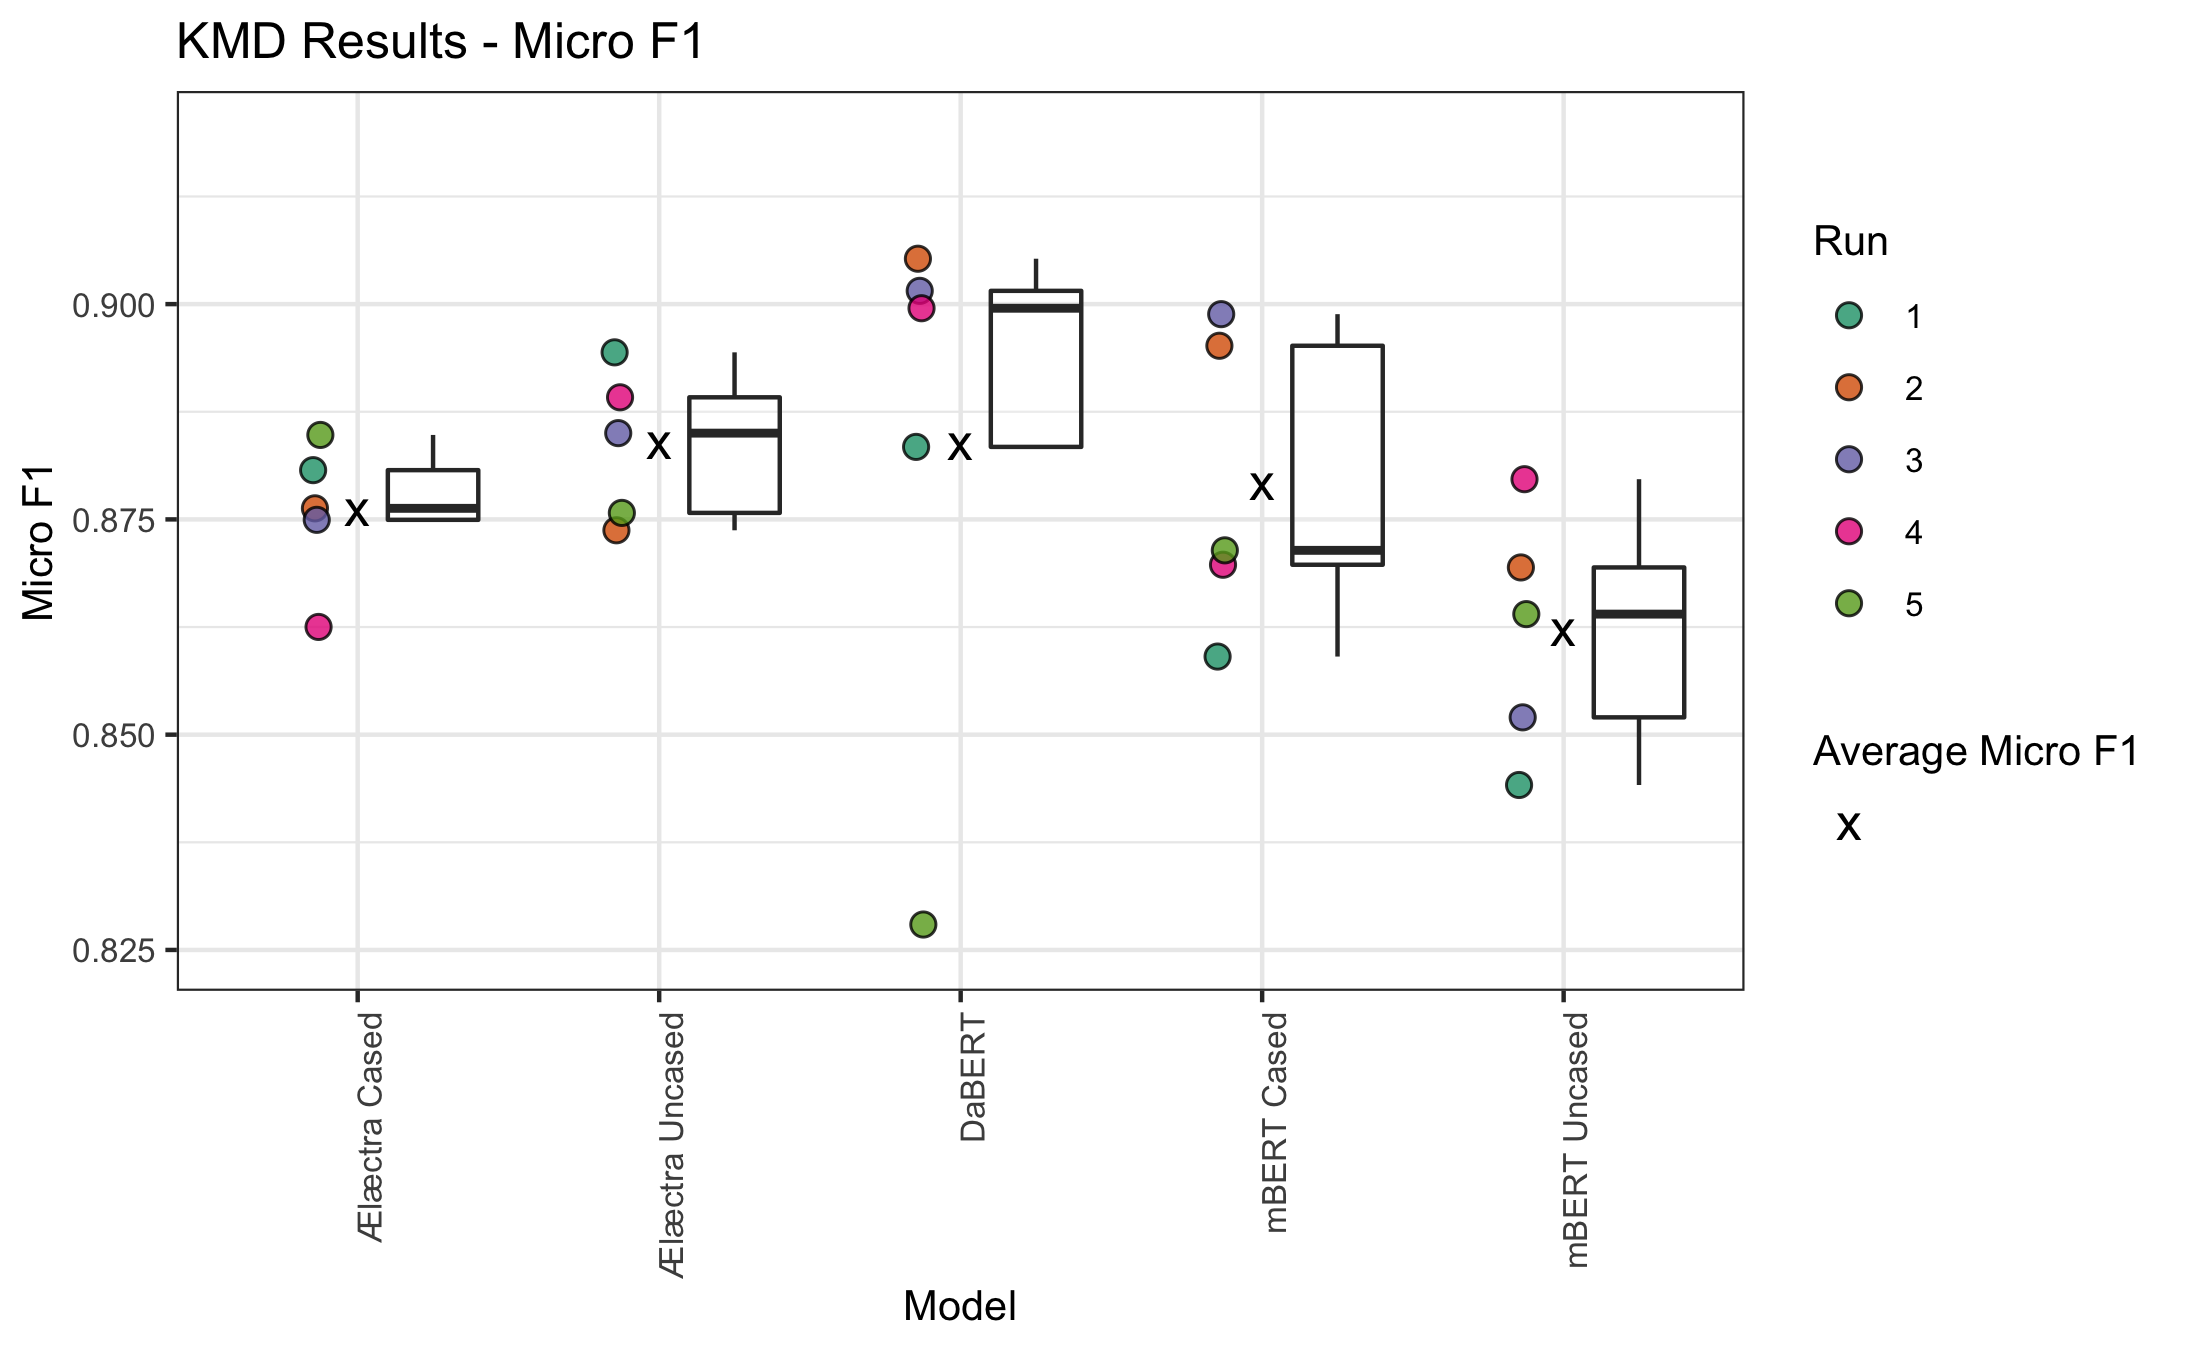 KMD Results - Micro F1
Micro F1
0.900
0.875
0.850
0.825
Ælæctra Cased
Ælæctra Uncased
DaBERT
mBERT Cased
mBERT Uncased
Model
Run
1
2
3
4
5
Average Micro F1
x